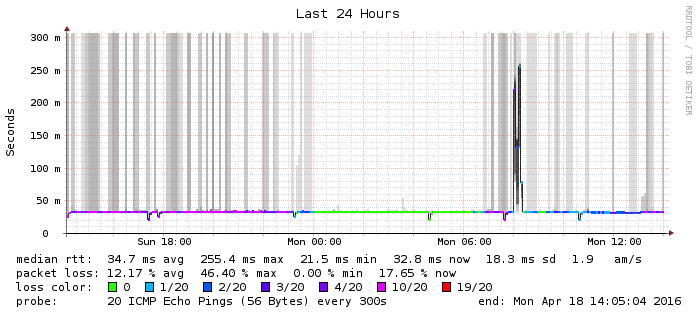 Last 24 Hours
RRDTOOL / TOBI OETIKER
Seconds
300 m
250 m
200 m
150 m
100 m
50 m
0
Sun 18:00 Mon 00:00 Mon 06:00 Mon 12:00
median rtt: 34.7 ms avg 255.4 ms max 21.5 ms min 32.8 ms now 18.3 ms sd 1.9 am/s
packet loss: 12.17 % avg 46.40 % max 0.00 % min 17.65 % now
loss color: 0 1/20 2/20 3/20 4/20 10/20 19/20
probe: 20 ICMP Echo Pings (56 Bytes) every 300s end: Mon Apr 18 14:05:04 2016